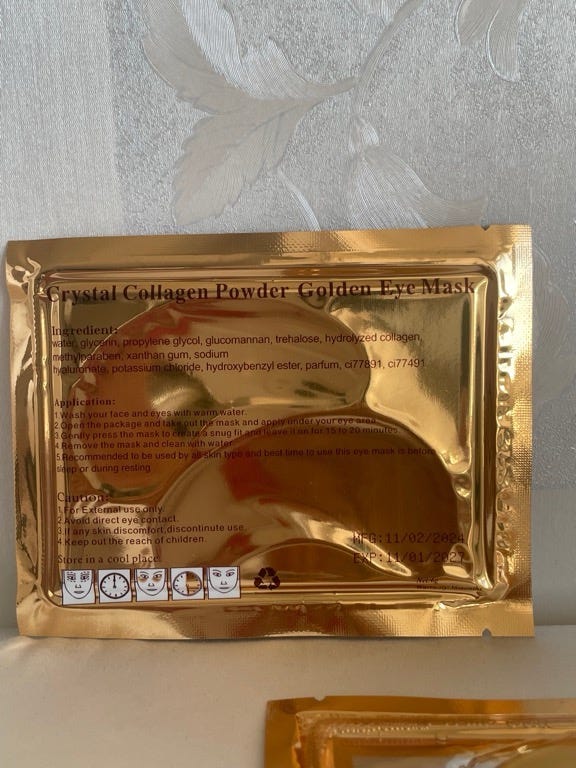 Crystal Collagen Powder Golden Eye Mask
Ingredient:
water, glycerin, propylene glycol, glucomannan, trehalose, hydrolyzed collagen,
methylparaben, xanthan gum, sodium
hyaluronate, potassium chloride, hydroxybenzyl ester, parfum, ci77891, ci77491
Application:
1.Wash your face and eyes with warm water.
2.Open the package and take out the mask and apply under your eye area.
3.Gently press the mask to create a snug fit and leave it on for 15 to 20 minutes.
4.Remove the mask and clean with water
5.Recommended to be used by all skin type and best time to use this eye mask is before
sleep or during resting
Caution:
1.For External use only.
2.Avoid direct eye contact.
3.If any skin discomfort,discontinute use.
4.Keep out the reach of children.
MFG:11/02/2024
EXP:11/01/2027
Store in a cool place